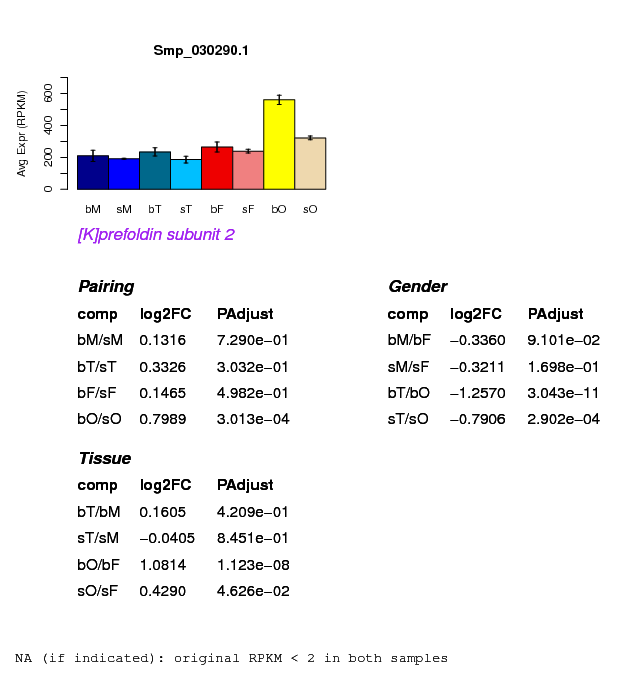 Smp_030290.1
Avg Expr (RPKM)
0 200 400 600
bM sM bT sT bF sF bO sO
[K]prefoldin subunit 2
Pairing
comp log2FC PAdjust
bM/sM 0.1316 7.290e−01
bT/sT 0.3326 3.032e−01
bF/sF 0.1465 4.982e−01
bO/sO 0.7989 3.013e−04
Gender
comp log2FC PAdjust
bM/bF −0.3360 9.101e−02
sM/sF −0.3211 1.698e−01
bT/bO −1.2570 3.043e−11
sT/sO −0.7906 2.902e−04
Tissue
comp log2FC PAdjust
bT/bM 0.1605 4.209e−01
sT/sM −0.0405 8.451e−01
bO/bF 1.0814 1.123e−08
sO/sF 0.4290 4.626e−02
NA (if indicated): original RPKM < 2 in both samples